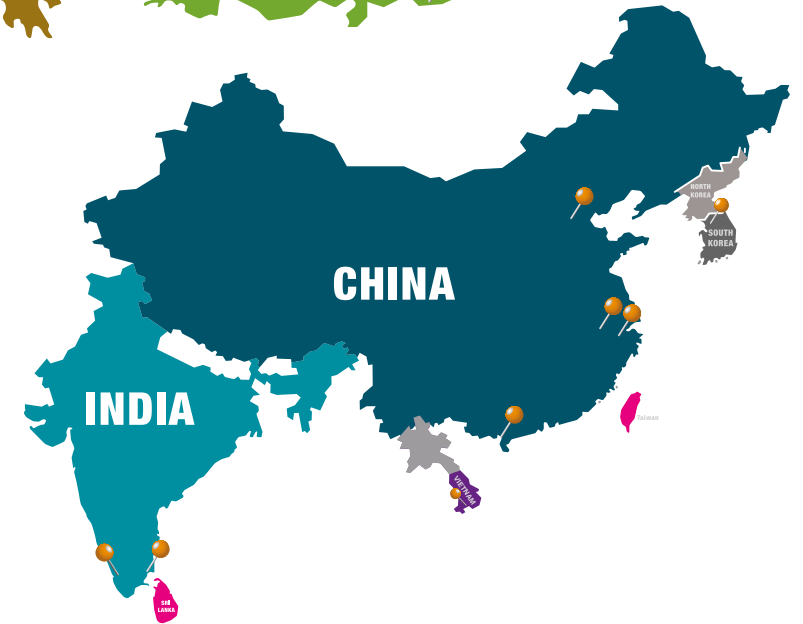 NORTH
KOREA
SOUTH
KOREA
CHINA
INDIA
Taiwan
VIETNAM
SRI
LANKA